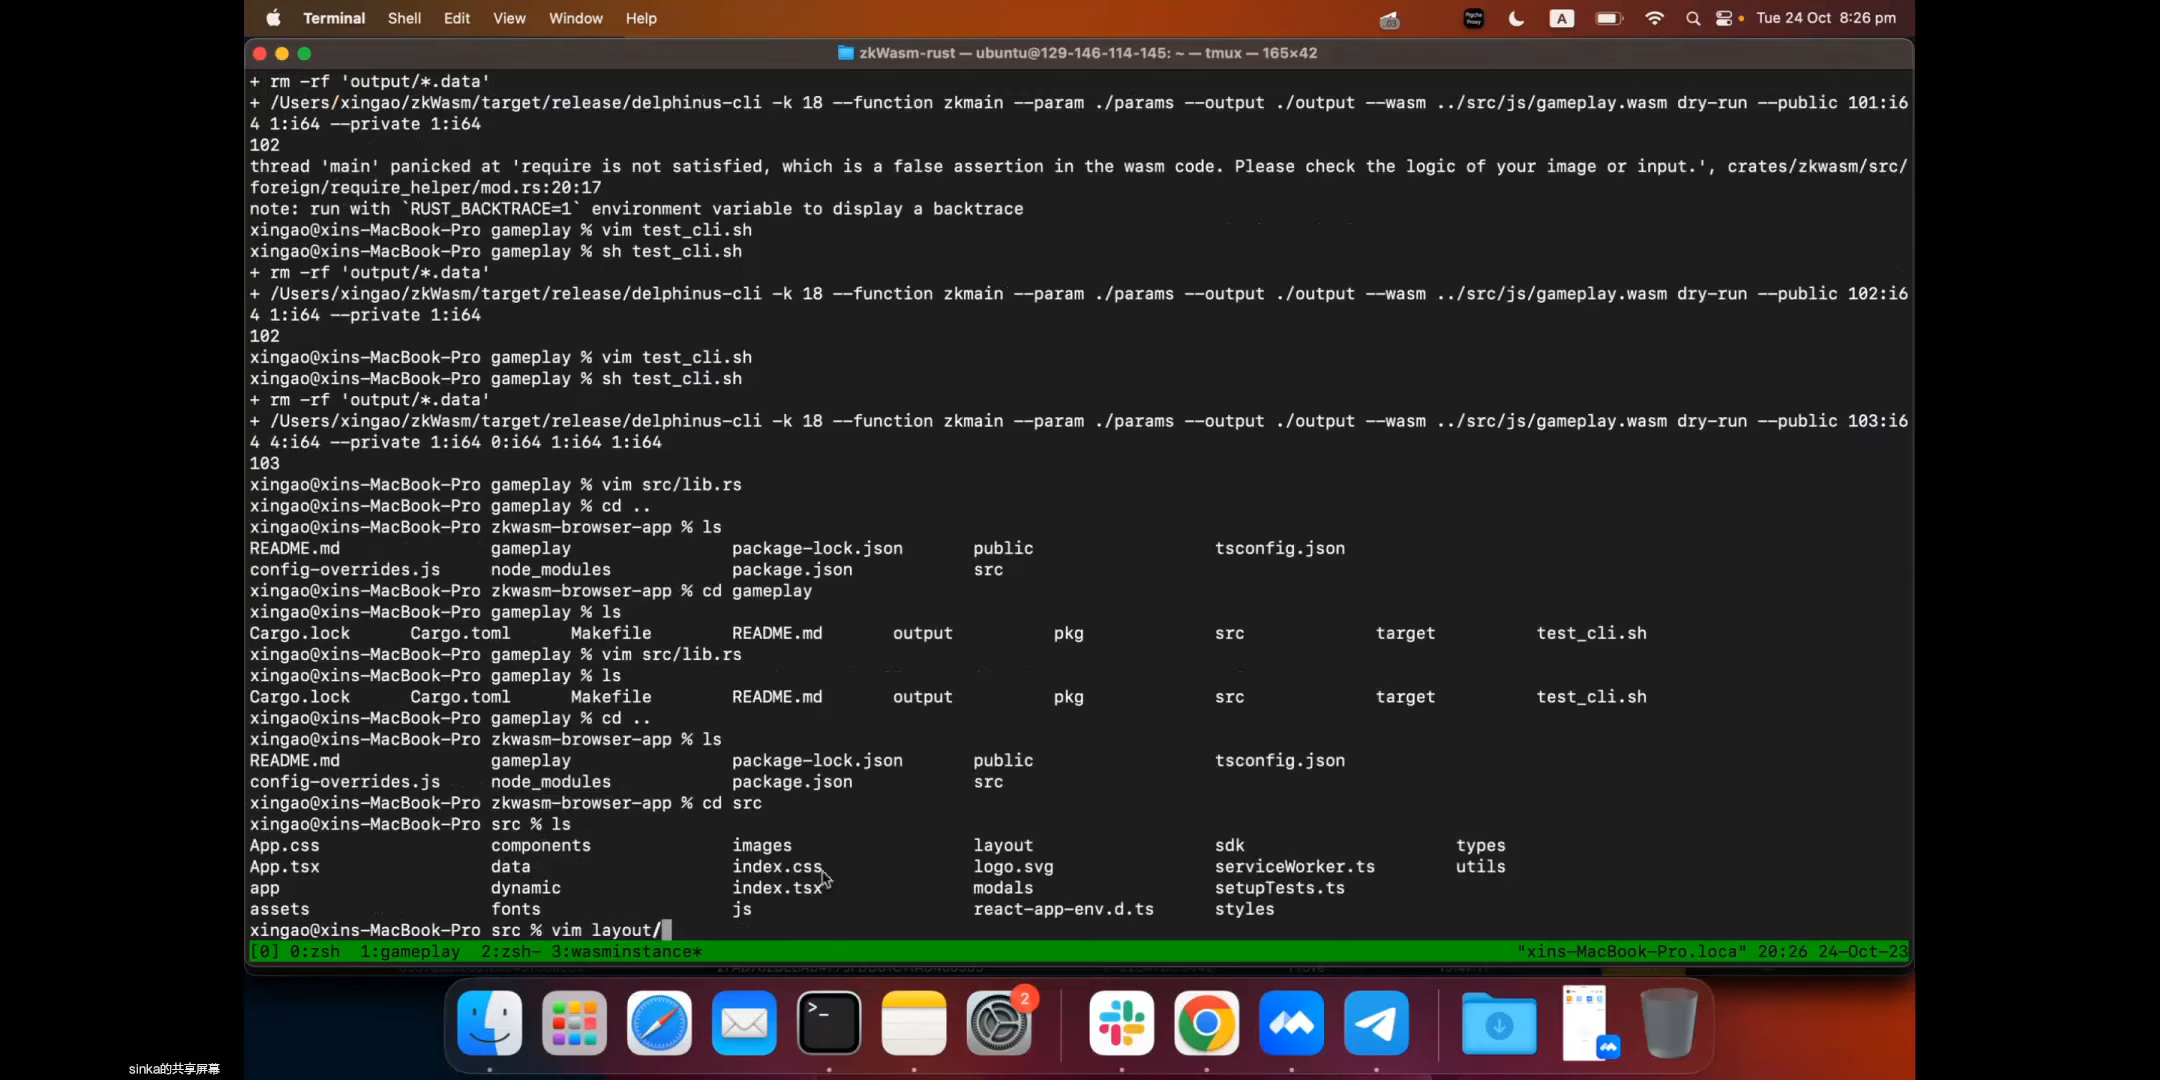 Terminal Shell Edit View Window Help
A
Tue 24 Oct 8:26 pm
zkWasm-rust — ubuntu@129-146-114-145: ~ — tmux — 165×42
+ rm -rf 'output/*.data'
+ /Users/xingao/zkWasm/target/release/delphinus-cli -k 18 --function zkmain --param ./params --output ./output --wasm ../src/js/gameplay.wasm dry-run --public 101:i6
4 1:i64 --private 1:i64
102
thread 'main' panicked at 'require is not satisfied, which is a false assertion in the wasm code. Please check the logic of your image or input.', crates/zkwasm/src/
foreign/require_helper/mod.rs:20:17
note: run with `RUST_BACKTRACE=1` environment variable to display a backtrace
xingao@xins-MacBook-Pro gameplay % vim test_cli.sh
xingao@xins-MacBook-Pro gameplay % sh test_cli.sh
+ rm -rf 'output/*.data'
+ /Users/xingao/zkWasm/target/release/delphinus-cli -k 18 --function zkmain --param ./params --output ./output --wasm ../src/js/gameplay.wasm dry-run --public 102:i6
4 1:i64 --private 1:i64
102
xingao@xins-MacBook-Pro gameplay % vim test_cli.sh
xingao@xins-MacBook-Pro gameplay % sh test_cli.sh
+ rm -rf 'output/*.data'
+ /Users/xingao/zkWasm/target/release/delphinus-cli -k 18 --function zkmain --param ./params --output ./output --wasm ../src/js/gameplay.wasm dry-run --public 103:i6
4 4:i64 --private 1:i64 0:i64 1:i64 1:i64
103
xingao@xins-MacBook-Pro gameplay % vim src/lib.rs
xingao@xins-MacBook-Pro gameplay % cd ..
xingao@xins-MacBook-Pro zkwasm-browser-app % ls
README.md gameplay package-lock.json public tsconfig.json
config-overrides.js node_modules package.json src
xingao@xins-MacBook-Pro zkwasm-browser-app % cd gameplay
xingao@xins-MacBook-Pro gameplay % ls
Cargo.lock Cargo.toml Makefile README.md output pkg src target test_cli.sh
xingao@xins-MacBook-Pro gameplay % vim src/lib.rs
xingao@xins-MacBook-Pro gameplay % ls
Cargo.lock Cargo.toml Makefile README.md output pkg src target test_cli.sh
xingao@xins-MacBook-Pro gameplay % cd ..
xingao@xins-MacBook-Pro zkwasm-browser-app % ls
README.md gameplay package-lock.json public tsconfig.json
config-overrides.js node_modules package.json src
xingao@xins-MacBook-Pro zkwasm-browser-app % cd src
xingao@xins-MacBook-Pro src % ls
App.css components images layout sdk types
App.tsx data index.css logo.svg serviceWorker.ts utils
app dynamic index.tsx modals setupTests.ts
assets fonts js react-app-env.d.ts styles
xingao@xins-MacBook-Pro src % vim layout/
[0] 0:zsh 1:gameplay 2:zsh- 3:wasminstance* "xins-MacBook-Pro.loca" 20:26 24-Oct-23
2
sinka的共享屏幕